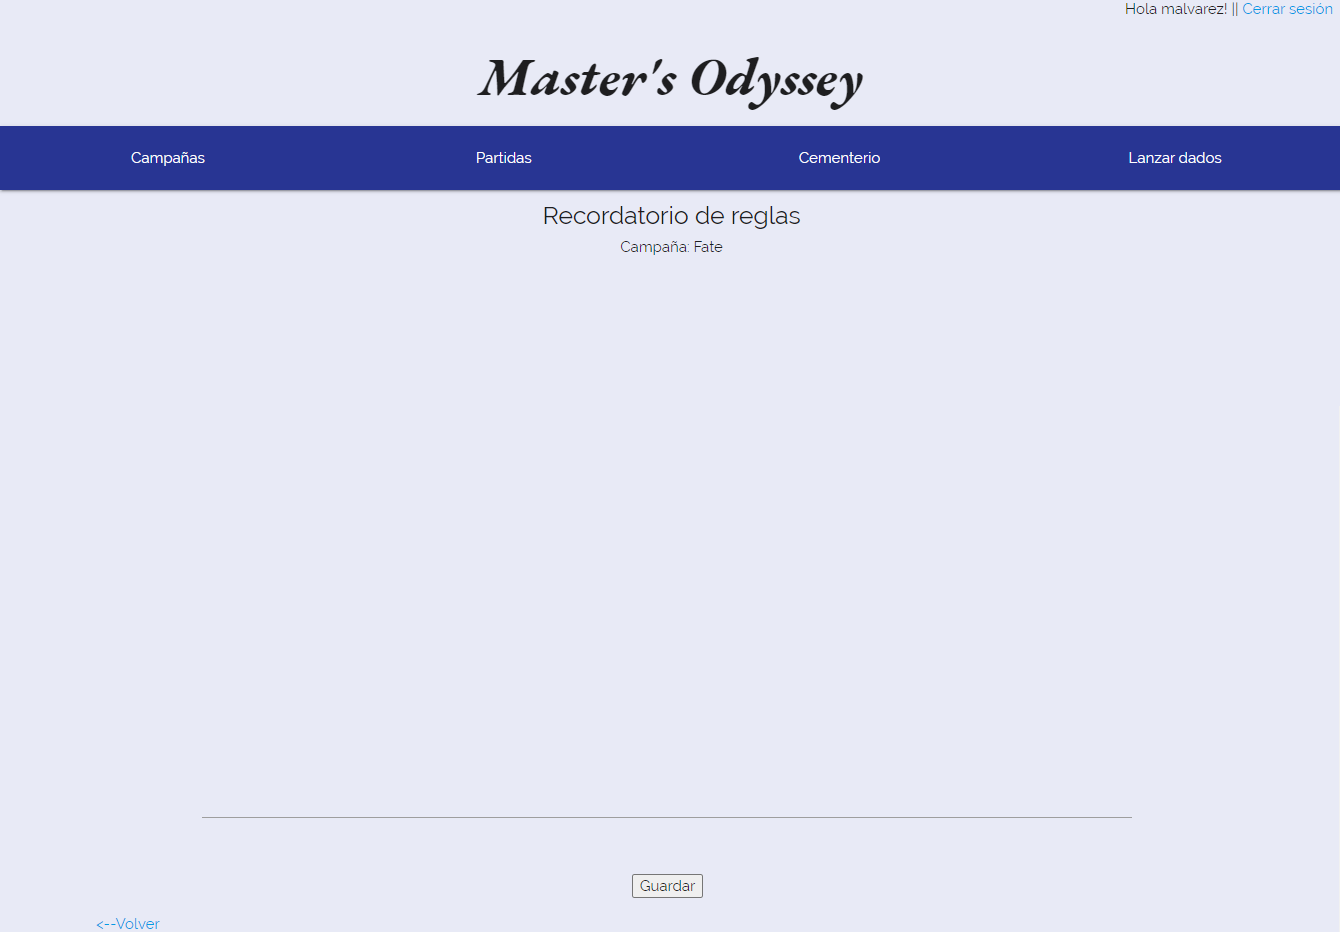 Hola malvarez! || Cerrar sesión
Master's Odyssey
Campañas Partidas Cementerio Lanzar dados
Recordatorio de reglas
Campaña: Fate
Guardar
<--Volver